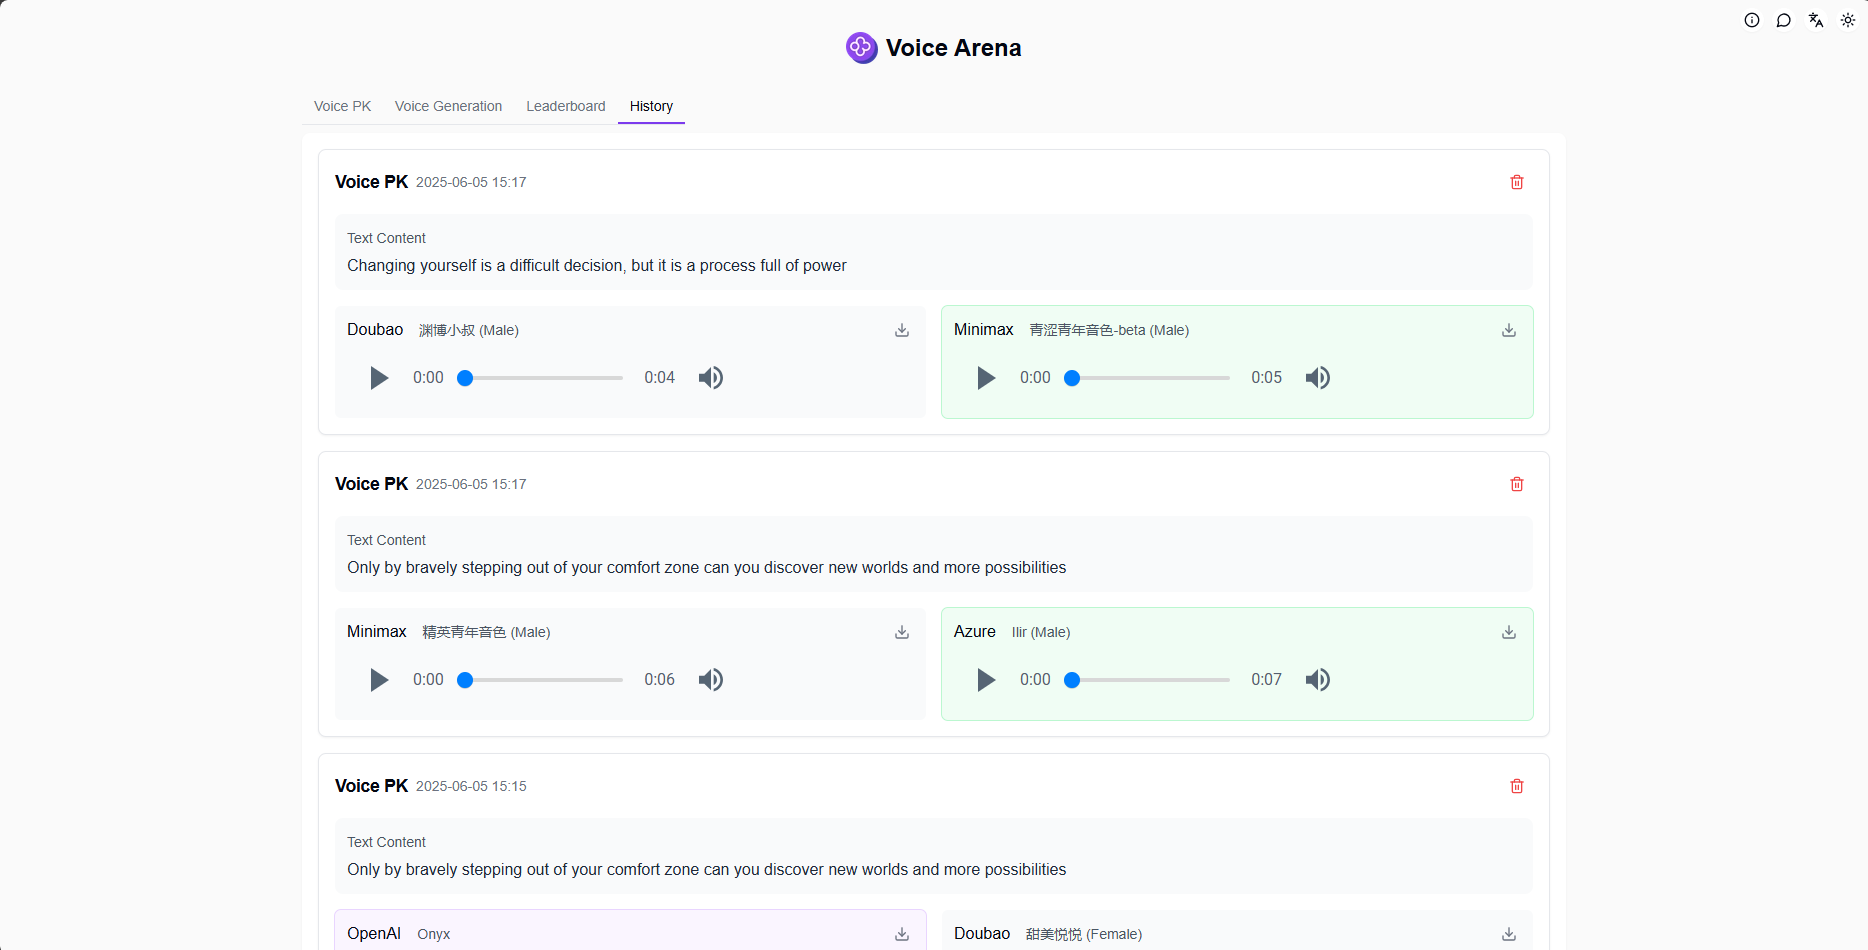 Voice Arena
Voice PK Voice Generation Leaderboard History
Voice PK 2025-06-05 15:17
Text Content
Changing yourself is a difficult decision, but it is a process full of power
Doubao 渊博小叔 (Male)
0:00 0:04
Minimax 青涩青年音色-beta (Male)
0:00 0:05
Voice PK 2025-06-05 15:17
Text Content
Only by bravely stepping out of your comfort zone can you discover new worlds and more possibilities
Minimax 精英青年音色 (Male)
0:00 0:06
Azure Ilir (Male)
0:00 0:07
Voice PK 2025-06-05 15:15
Text Content
Only by bravely stepping out of your comfort zone can you discover new worlds and more possibilities
OpenAI Onyx
Doubao 甜美悦悦 (Female)